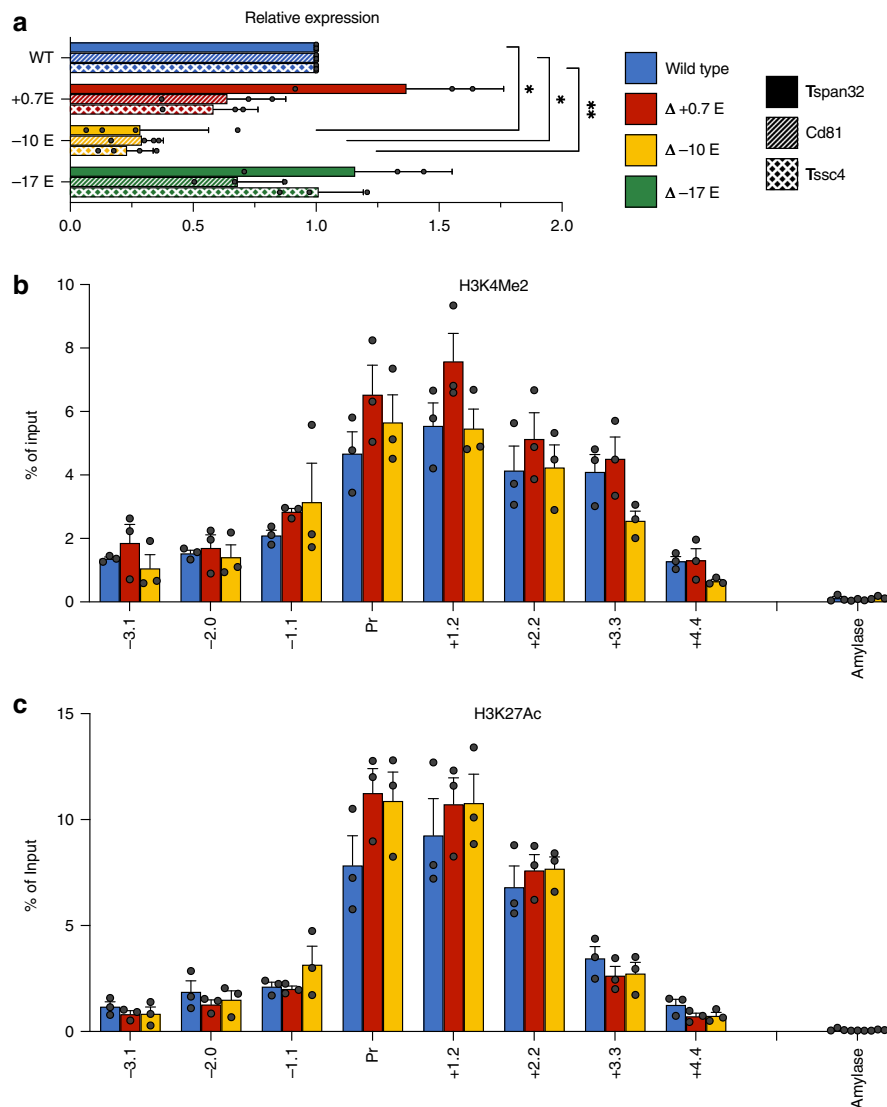 a
Relative expression
WT
+0.7E
−10 E
−17 E
*
*
**
0.0
0.5
1.0
1.5
2.0
Wild type
Δ +0.7 E
Δ −10 E
Δ −17 E
Tspan32
Cd81
Tssc4
b
H3K4Me2
% of input
10
8
6
4
2
0
−3.1
−2.0
−1.1
Pr
+1.2
+2.2
+3.3
+4.4
Amylase
c
H3K27Ac
% of Input
15
10
5
0
−3.1
−2.0
−1.1
Pr
+1.2
+2.2
+3.3
+4.4
Amylase